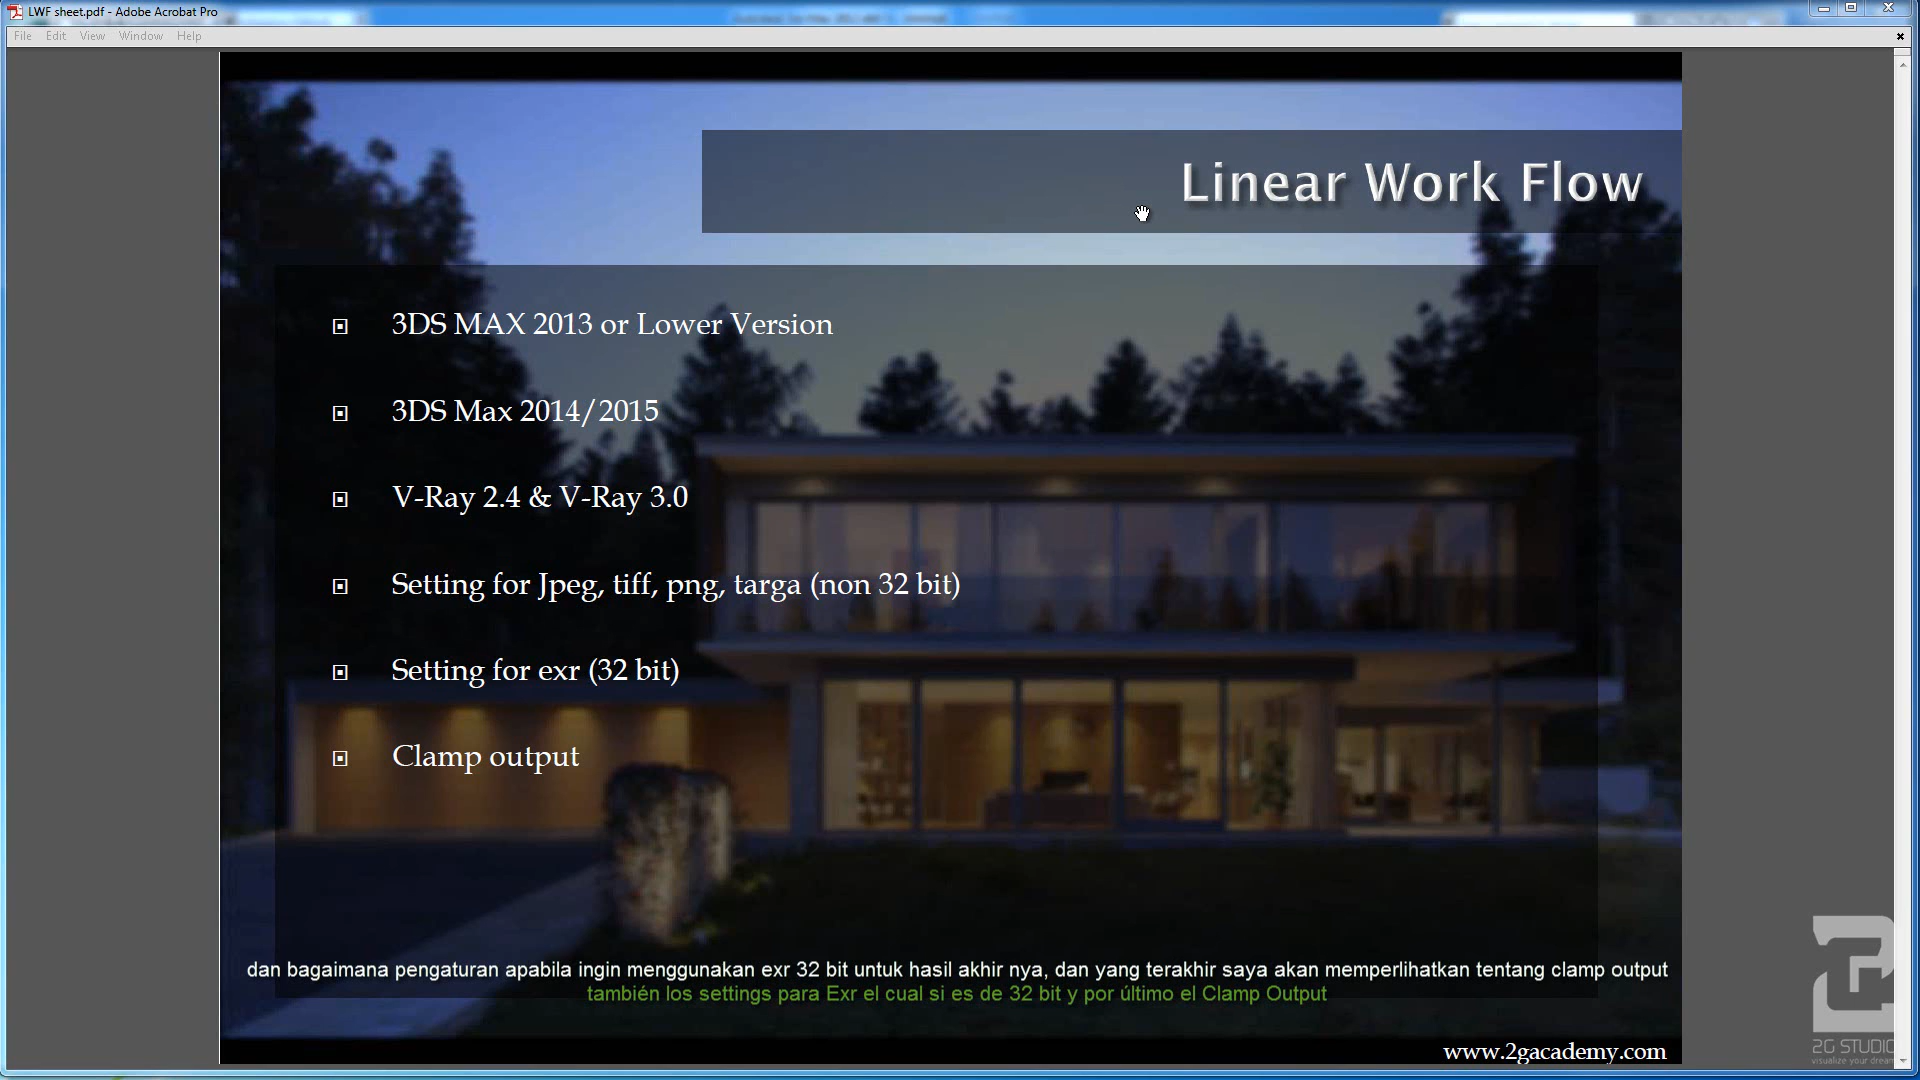 LWF sheet.pdf - Adobe Acrobat Pro
File Edit View Window Help
Linear Work Flow
3DS MAX 2013 or Lower Version
3DS Max 2014/2015
V-Ray 2.4 & V-Ray 3.0
Setting for Jpeg, tiff, png, targa (non 32 bit)
Setting for exr (32 bit)
Clamp output
dan bagaimana pengaturan apabila ingin menggunakan exr 32 bit untuk hasil akhir nya, dan yang terakhir saya akan memperlihatkan tentang clamp output
también los settings para Exr el cual si es de 32 bit y por último el Clamp Output
www.2gacademy.com
2G STUDIO
visualize your dream